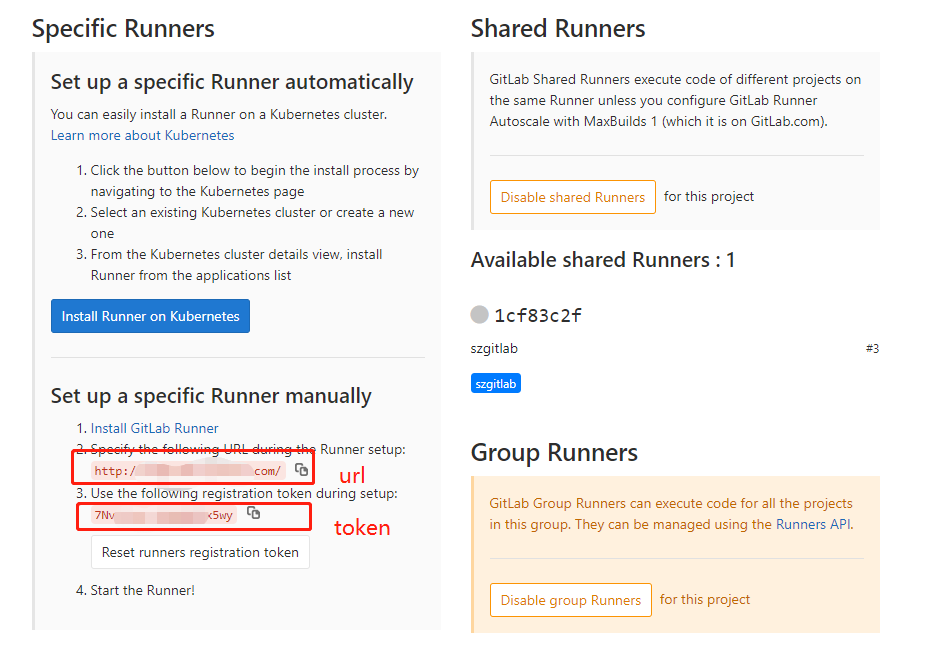 Specific Runners
Set up a specific Runner automatically
You can easily install a Runner on a Kubernetes cluster.
Learn more about Kubernetes
1. Click the button below to begin the install process by
navigating to the Kubernetes page
2. Select an existing Kubernetes cluster or create a new
one
3. From the Kubernetes cluster details view, install
Runner from the applications list
Install Runner on Kubernetes
Set up a specific Runner manually
1. Install GitLab Runner
2. Specify the following URL during the Runner setup:
http:/ com/
url
3. Use the following registration token during setup:
7Nv x5wy
token
Reset runners registration token
4. Start the Runner!
Shared Runners
GitLab Shared Runners execute code of different projects on
the same Runner unless you configure GitLab Runner
Autoscale with MaxBuilds 1 (which it is on GitLab.com).
Disable shared Runners for this project
Available shared Runners : 1
1cf83c2f
szgitlab #3
szgitlab
Group Runners
GitLab Group Runners can execute code for all the projects
in this group. They can be managed using the Runners API.
Disable group Runners for this project